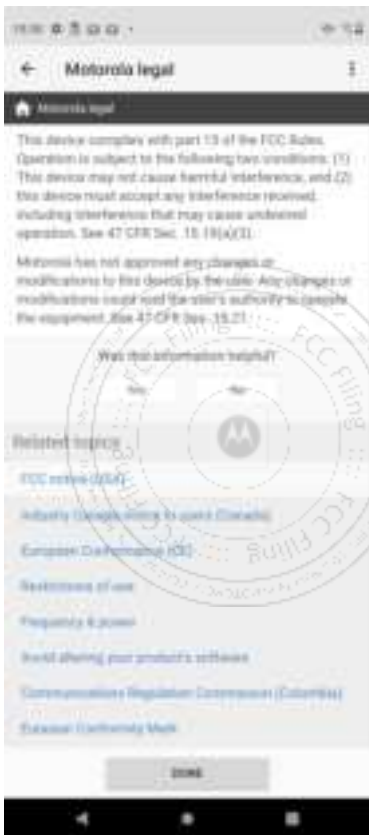 Motorola legal
Motorola legal
This device complies with part 15 of the FCC Rules.
Operation is subject to the following two conditions: (1)
This device may not cause harmful interference, and (2)
this device must accept any interference received,
including interference that may cause undesired
operation. See 47 CFR Sec. 15.19(a)(3).
Motorola has not approved any changes or
modifications to this device by the user. Any changes or
modifications could void the user's authority to operate
the equipment. See 47 CFR Sec. 15.21.
Was this information helpful?
Yes No
Related topics
FCC notice (USA)
Industry Canada notice to users (Canada)
European Conformance (CE)
Restrictions of use
Frequency & power
Avoid altering your product's software
Communications Regulation Commission (Colombia)
European Conformity Mark
DONE
FCC Filing
FCC Filing